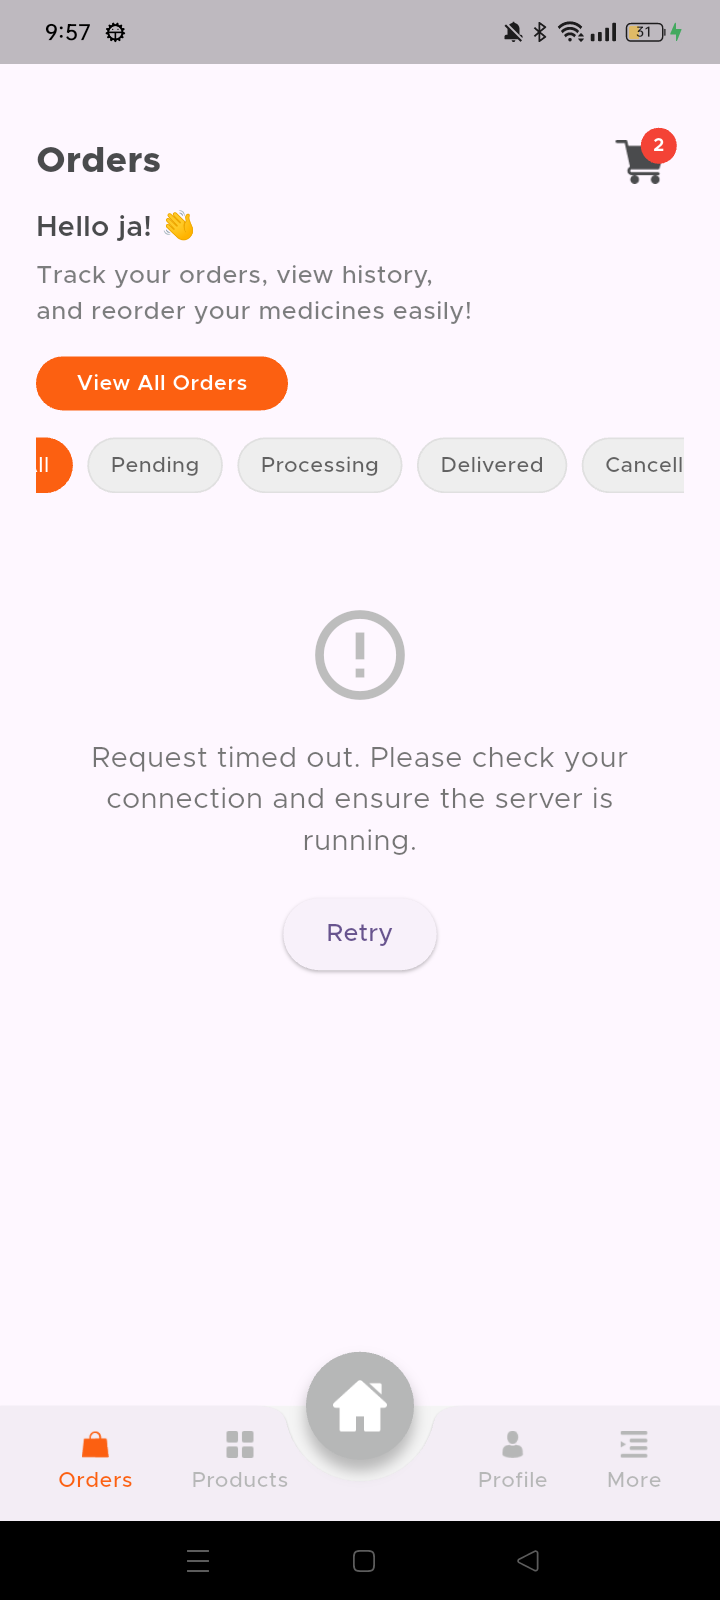 9:57
31
Orders
2
Hello ja! 👋
Track your orders, view history,
and reorder your medicines easily!
View All Orders
ll Pending Processing Delivered Cancell
Request timed out. Please check your
connection and ensure the server is
running.
Retry
Orders Products Profile More